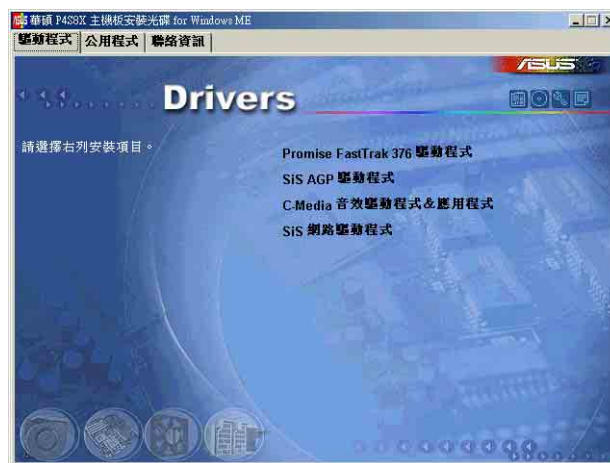 華碩 P4S8X 主機板安裝光碟 for Windows ME
驅動程式 公用程式 聯絡資訊
ASUS
Drivers
請選擇右列安裝項目。
Promise FastTrak 376 驅動程式
SiS AGP 驅動程式
C-Media 音效驅動程式&應用程式
SiS 網路驅動程式